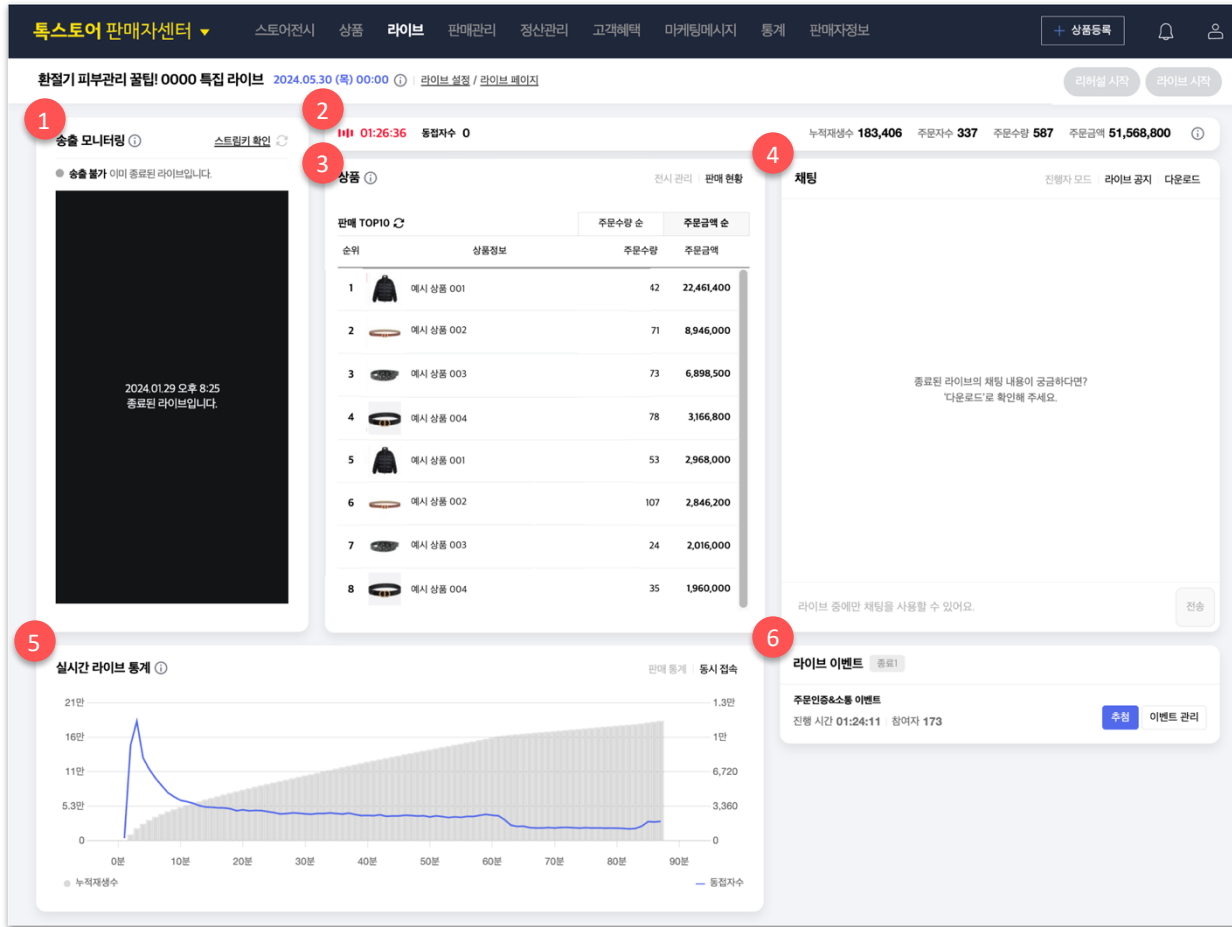 톡스토어 판매자센터 ▼ 스토어전시 상품 라이브 판매관리 정산관리 고객혜택 마케팅메시지 통계 판매자정보 + 상품등록
환절기 피부관리 꿀팁! 0000 특집 라이브 2024.05.30 (목) 00:00 라이브 설정 / 라이브 페이지 리허설 시작 라이브 시작
1
송출 모니터링 스트림키 확인
송출 불가 이미 종료된 라이브입니다.
2024.01.29 오후 8:25
종료된 라이브입니다.
2
01:26:36 동접자수 0 누적재생수 183,406 주문자수 337 주문수량 587 주문금액 51,568,800
3
상품 전시 관리 판매 현황
판매 TOP10 주문수량 순 주문금액 순
순위 상품정보 주문수량 주문금액
1 예시 상품 001 42 22,461,400
2 예시 상품 002 71 8,946,000
3 예시 상품 003 73 6,898,500
4 예시 상품 004 78 3,166,800
5 예시 상품 001 53 2,968,000
6 예시 상품 002 107 2,846,200
7 예시 상품 003 24 2,016,000
8 예시 상품 004 35 1,960,000
4
채팅 진행자 모드 라이브 공지 다운로드
종료된 라이브의 채팅 내용이 궁금하다면?
'다운로드'로 확인해 주세요.
라이브 중에만 채팅을 사용할 수 있어요. 전송
5
실시간 라이브 통계 판매 통계 동시 접속
21만 1.3만
16만 1만
11만 6,720
5.3만 3,360
0 0
0분 10분 20분 30분 40분 50분 60분 70분 80분 90분
누적재생수 동접자수
6
라이브 이벤트 종료1
주문인증&소통 이벤트
진행 시간 01:24:11 참여자 173 추첨 이벤트 관리